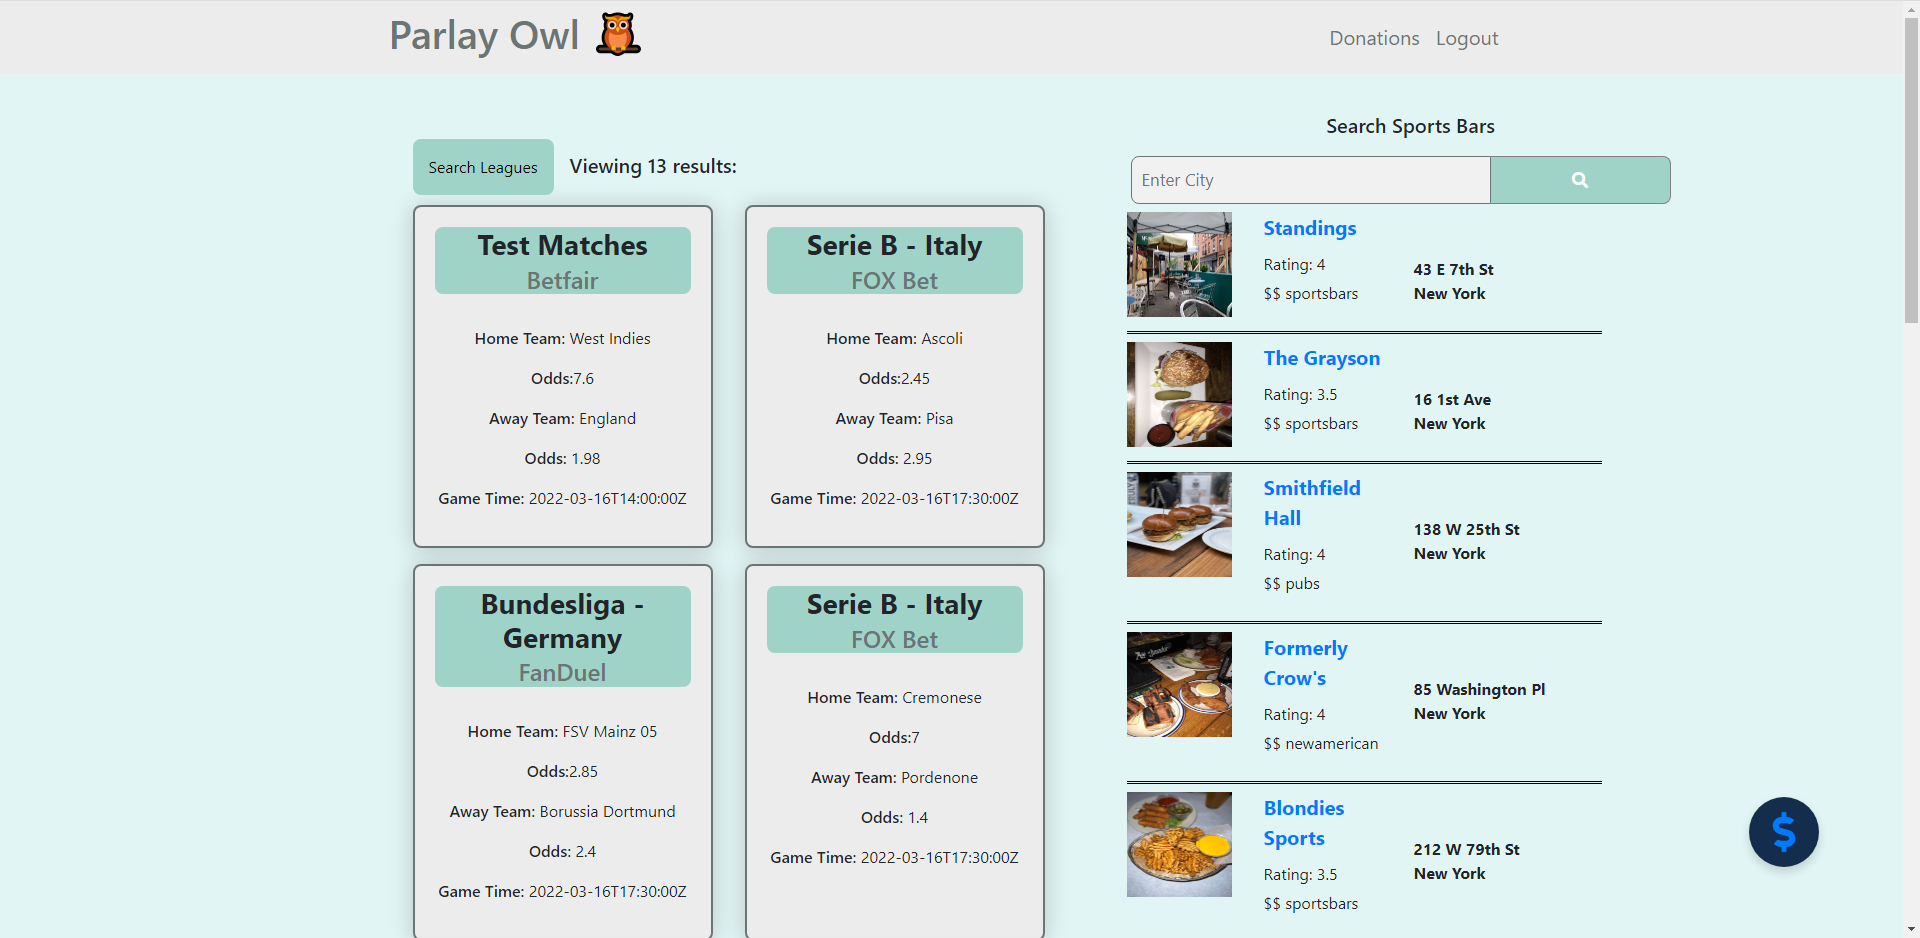 Parlay Owl
Donations
Logout
Search Leagues
Viewing 13 results:
Test Matches
Betfair
Home Team: West Indies
Odds:7.6
Away Team: England
Odds: 1.98
Game Time: 2022-03-16T14:00:00Z
Serie B - Italy
FOX Bet
Home Team: Ascoli
Odds:2.45
Away Team: Pisa
Odds: 2.95
Game Time: 2022-03-16T17:30:00Z
Bundesliga -
Germany
FanDuel
Home Team: FSV Mainz 05
Odds:2.85
Away Team: Borussia Dortmund
Odds: 2.4
Game Time: 2022-03-16T17:30:00Z
Serie B - Italy
FOX Bet
Home Team: Cremonese
Odds:7
Away Team: Pordenone
Odds: 1.4
Game Time: 2022-03-16T17:30:00Z
Search Sports Bars
Enter City
Standings
Rating: 4
$$ sportsbars
43 E 7th St
New York
The Grayson
Rating: 3.5
$$ sportsbars
16 1st Ave
New York
Smithfield
Hall
Rating: 4
$$ pubs
138 W 25th St
New York
Formerly
Crow's
Rating: 4
$$ newamerican
85 Washington Pl
New York
Blondies
Sports
Rating: 3.5
$$ sportsbars
212 W 79th St
New York
$